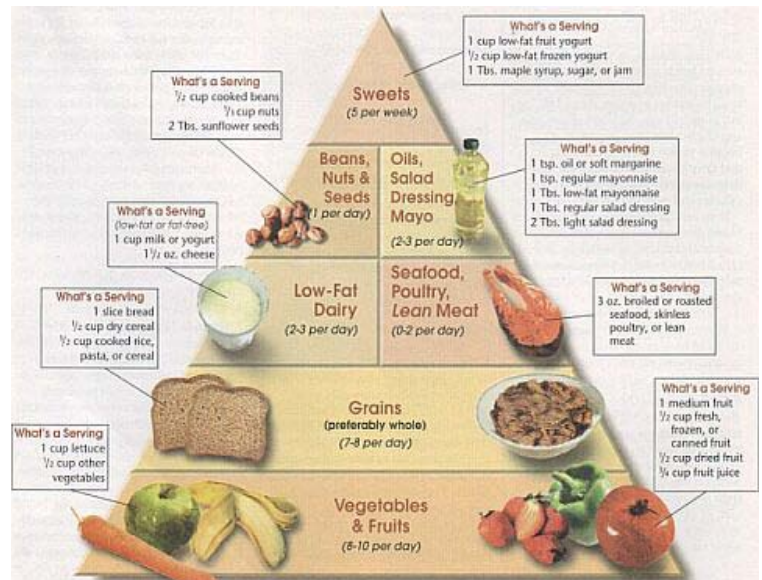 What's a Serving
1 cup low-fat fruit yogurt
½ cup low-fat frozen yogurt
1 Tbs. maple syrup, sugar, or jam
Sweets
(5 per week)
What's a Serving
½ cup cooked beans
⅓ cup nuts
2 Tbs. sunflower seeds
Beans,
Nuts &
Seeds
(1 per day)
Oils,
Salad
Dressing,
Mayo
(2-3 per day)
What's a Serving
1 tsp. oil or soft margarine
1 tsp. regular mayonnaise
1 Tbs. low-fat mayonnaise
1 Tbs. regular salad dressing
2 Tbs. light salad dressing
What's a Serving
(low-fat or fat-free)
1 cup milk or yogurt
1½ oz. cheese
Low-Fat
Dairy
(2-3 per day)
Seafood,
Poultry,
Lean Meat
(0-2 per day)
What's a Serving
3 oz. broiled or roasted
seafood, skinless
poultry, or lean
meat
What's a Serving
1 slice bread
½ cup dry cereal
½ cup cooked rice,
pasta, or cereal
Grains
(preferably whole)
(7-8 per day)
What's a Serving
1 cup lettuce
½ cup other
vegetables
Vegetables
& Fruits
(8-10 per day)
What's a Serving
1 medium fruit
½ cup fresh,
frozen, or
canned fruit
½ cup dried fruit
¾ cup fruit juice